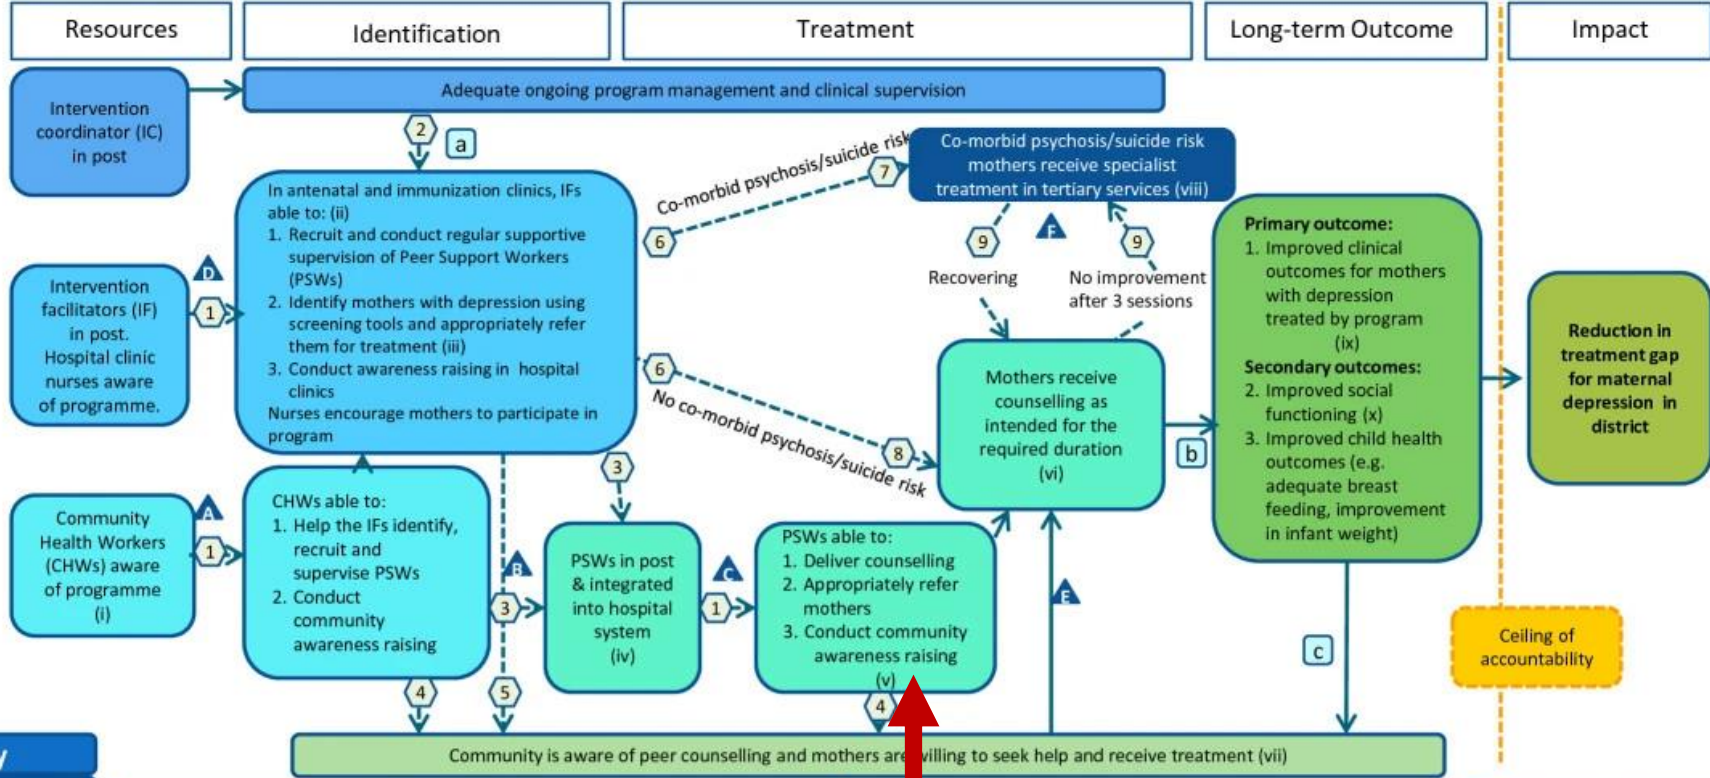 Resources
Identification
Treatment
Long-term Outcome
Impact
Intervention
coordinator (IC)
in post
Adequate ongoing program management and clinical supervision
2
a
In antenatal and immunization clinics, IFs
able to: (ii)
1. Recruit and conduct regular supportive
supervision of Peer Support Workers
(PSWs)
2. Identify mothers with depression using
screening tools and appropriately refer
them for treatment (iii)
3. Conduct awareness raising in hospital
clinics
Nurses encourage mothers to participate in
program
Intervention
facilitators (IF)
in post.
Hospital clinic
nurses aware
of programme.
D
1
Community
Health Workers
(CHWs) aware
of programme
(i)
A
1
CHWs able to:
1. Help the IFs identify,
recruit and
supervise PSWs
2. Conduct
community
awareness raising
B
3
3
PSWs in post
& integrated
into hospital
system
(iv)
C
1
PSWs able to:
1. Deliver counselling
2. Appropriately refer
mothers
3. Conduct community
awareness raising
(v)
4
5
4
6
Co-morbid psychosis/suicide risk
7
Co-morbid psychosis/suicide risk
mothers receive specialist
treatment in tertiary services (viii)
6
No co-morbid psychosis/suicide risk
8
9
F
9
Recovering
No improvement
after 3 sessions
Mothers receive
counselling as
intended for the
required duration
(vi)
E
b
Primary outcome:
1. Improved clinical
outcomes for mothers
with depression
treated by program
(ix)
Secondary outcomes:
2. Improved social
functioning (x)
3. Improved child health
outcomes (e.g.
adequate breast
feeding, improvement
in infant weight)
c
Reduction in
treatment gap
for maternal
depression in
district
Ceiling of
accountability
Community is aware of peer counselling and mothers are willing to seek help and receive treatment (vii)
y